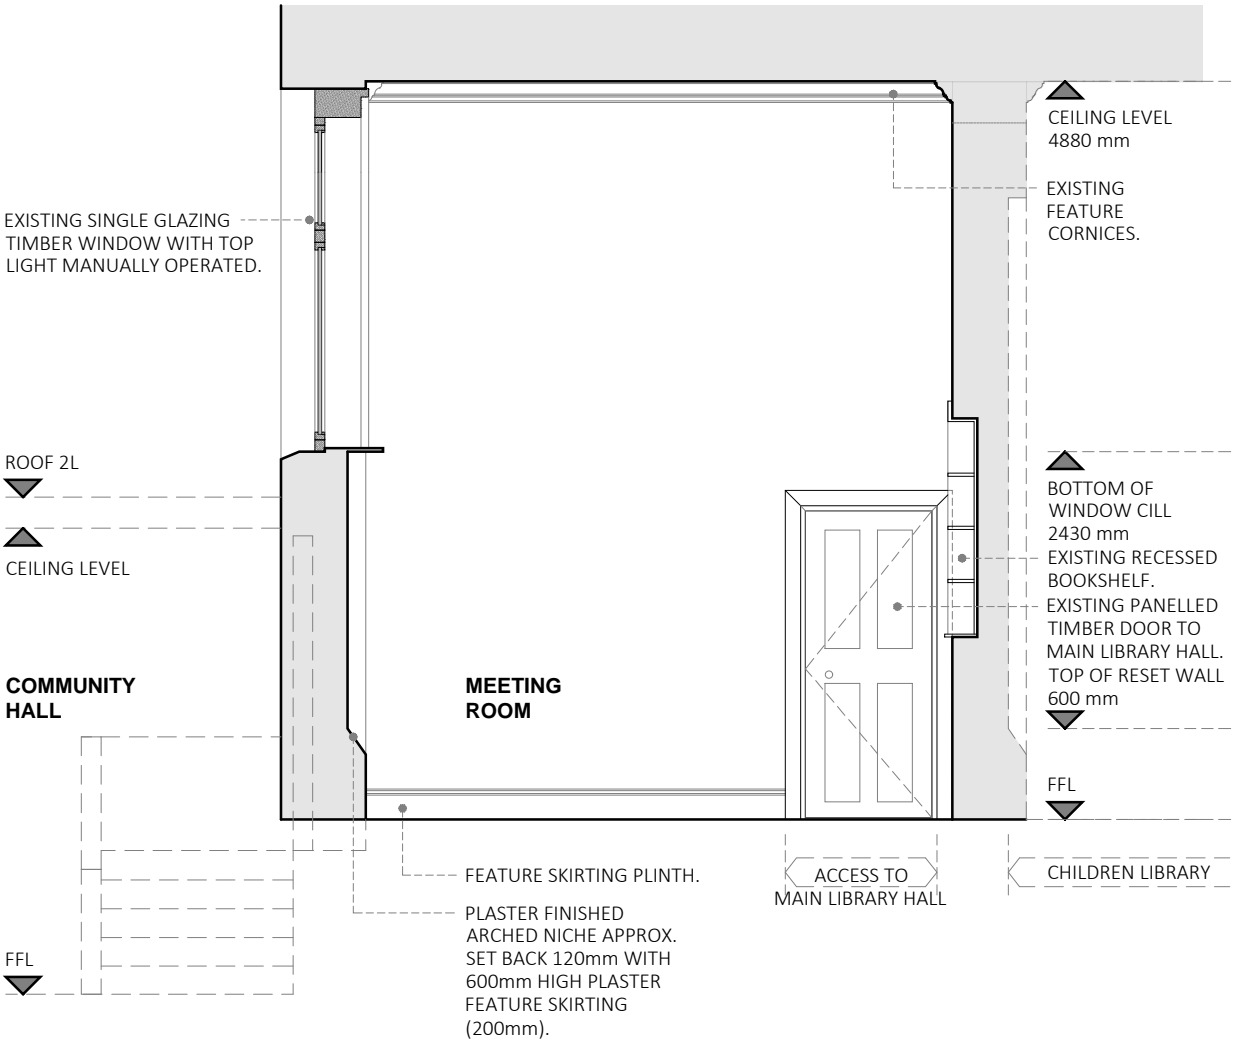 CEILING LEVEL
4880 mm
EXISTING
FEATURE
CORNICES.
EXISTING SINGLE GLAZING
TIMBER WINDOW WITH TOP
LIGHT MANUALLY OPERATED.
ROOF 2L
CEILING LEVEL
BOTTOM OF
WINDOW CILL
2430 mm
EXISTING RECESSED
BOOKSHELF.
EXISTING PANELLED
TIMBER DOOR TO
MAIN LIBRARY HALL.
TOP OF RESET WALL
600 mm
COMMUNITY
HALL
MEETING
ROOM
FFL
FEATURE SKIRTING PLINTH.
ACCESS TO
MAIN LIBRARY HALL
CHILDREN LIBRARY
PLASTER FINISHED
ARCHED NICHE APPROX.
SET BACK 120mm WITH
600mm HIGH PLASTER
FEATURE SKIRTING
(200mm).
FFL